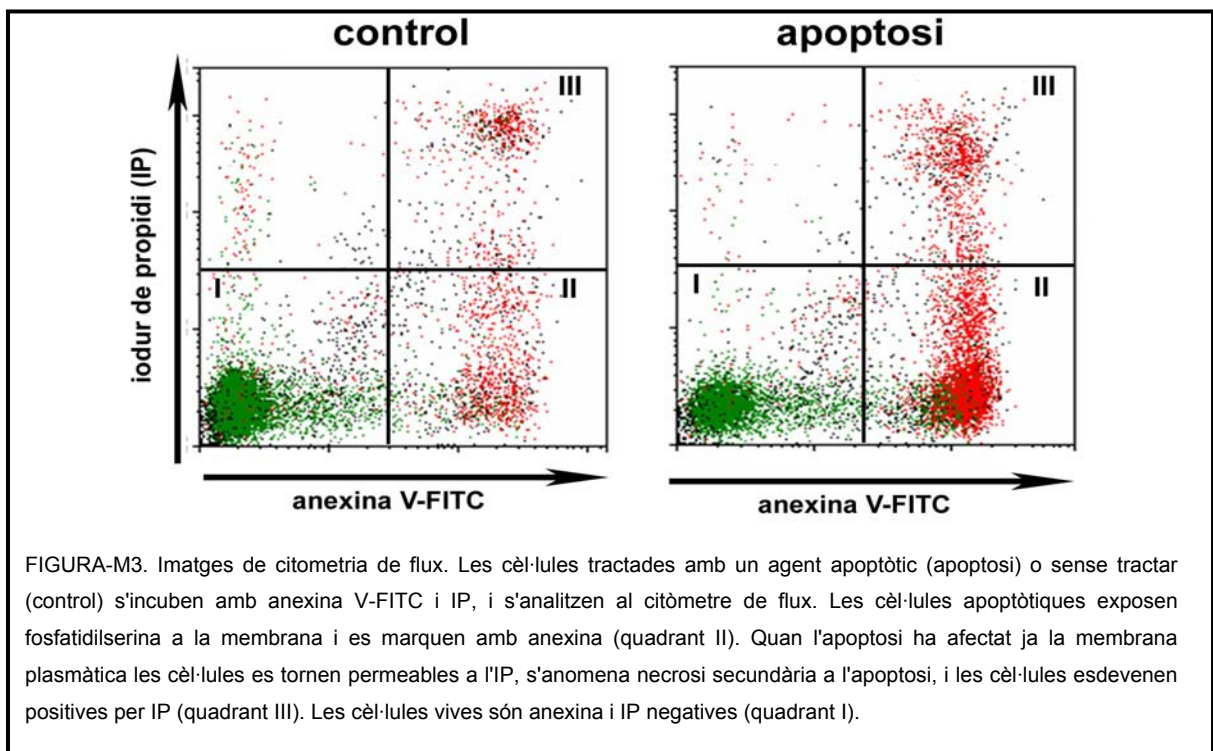 control
apoptosi
III
III
iodur de propidi (IP)
I
II
I
II
anexina V-FITC
anexina V-FITC
FIGURA-M3. Imatges de citometria de flux. Les cèl·lules tractades amb un agent apoptòtic (apoptosi) o sense tractar
(control) s'incuben amb anexina V-FITC i IP, i s'analitzen al citòmetre de flux. Les cèl·lules apoptòtiques exposen
fosfatidilserina a la membrana i es marquen amb anexina (quadrant II). Quan l'apoptosi ha afectat ja la membrana
plasmàtica les cèl·lules es tornen permeables a l'IP, s'anomena necrosi secundària a l'apoptosi, i les cèl·lules esdevenen
positives per IP (quadrant III). Les cèl·lules vives són anexina i IP negatives (quadrant I).